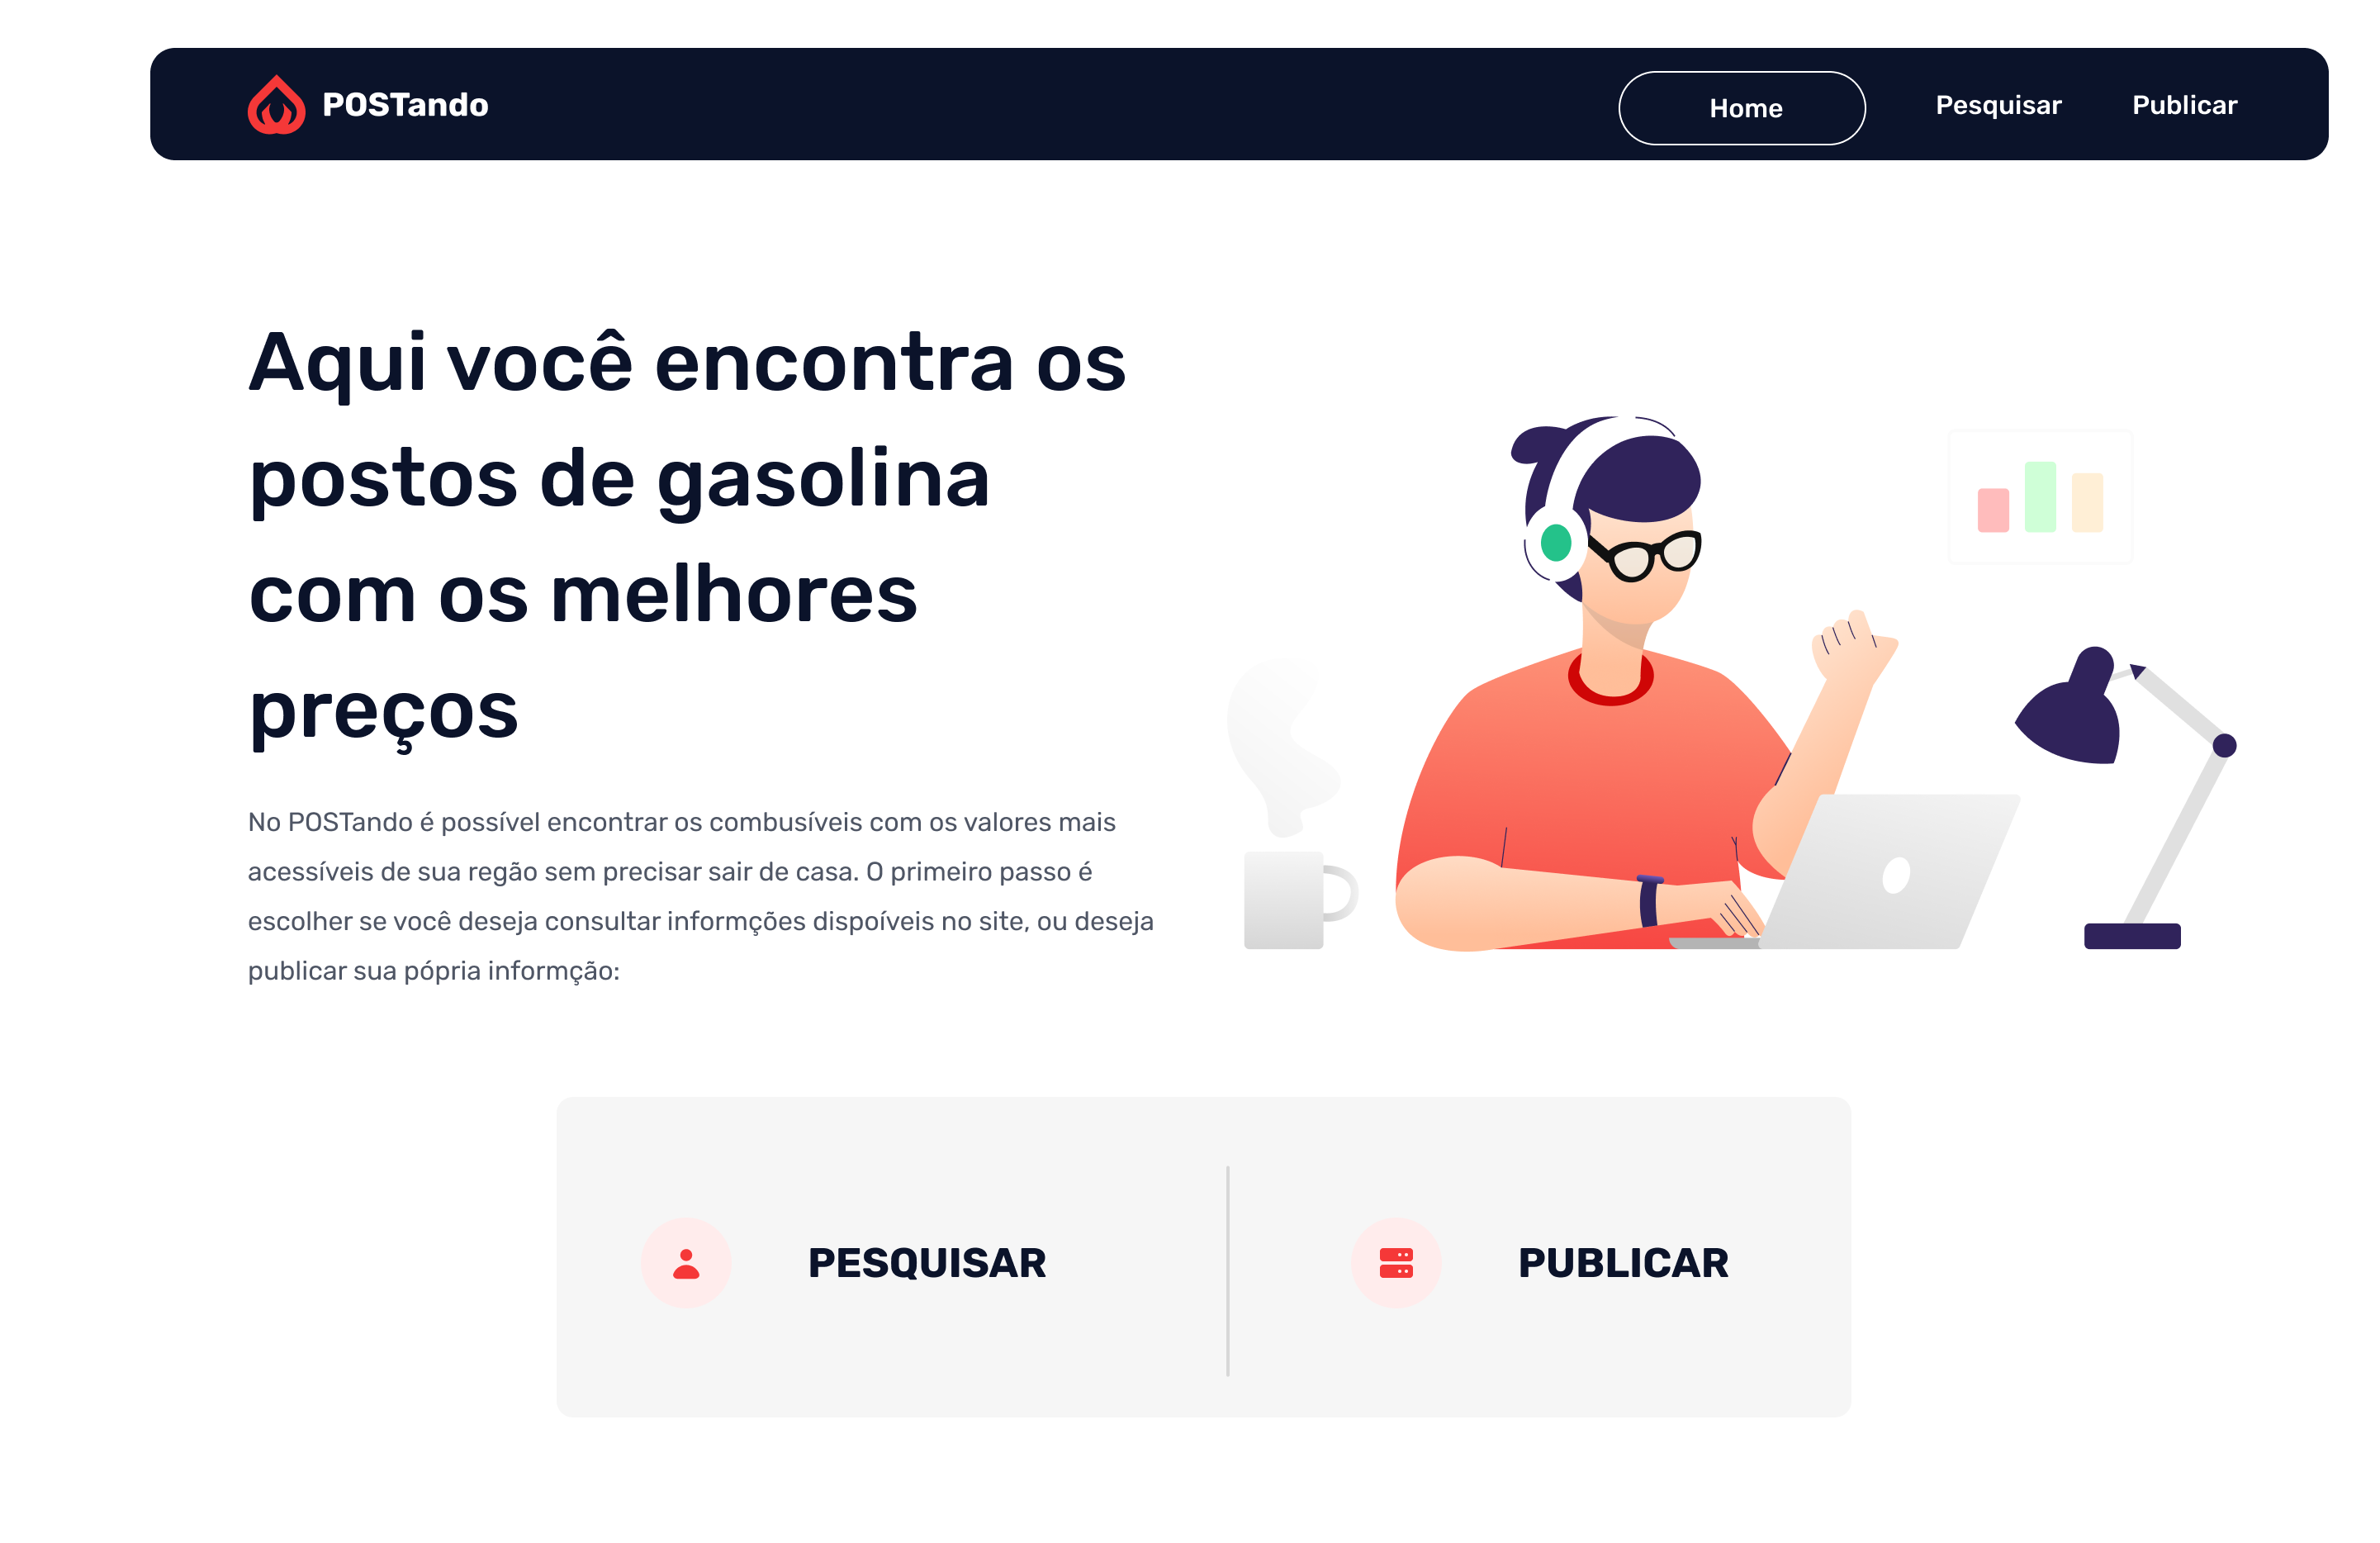 POSTando
Home
Pesquisar
Publicar
Aqui você encontra os
postos de gasolina
com os melhores
preços
No POSTando é possível encontrar os combusíveis com os valores mais
acessíveis de sua regão sem precisar sair de casa. O primeiro passo é
escolher se você deseja consultar informções dispoíveis no site, ou deseja
publicar sua pópria informção:
PESQUISAR
PUBLICAR